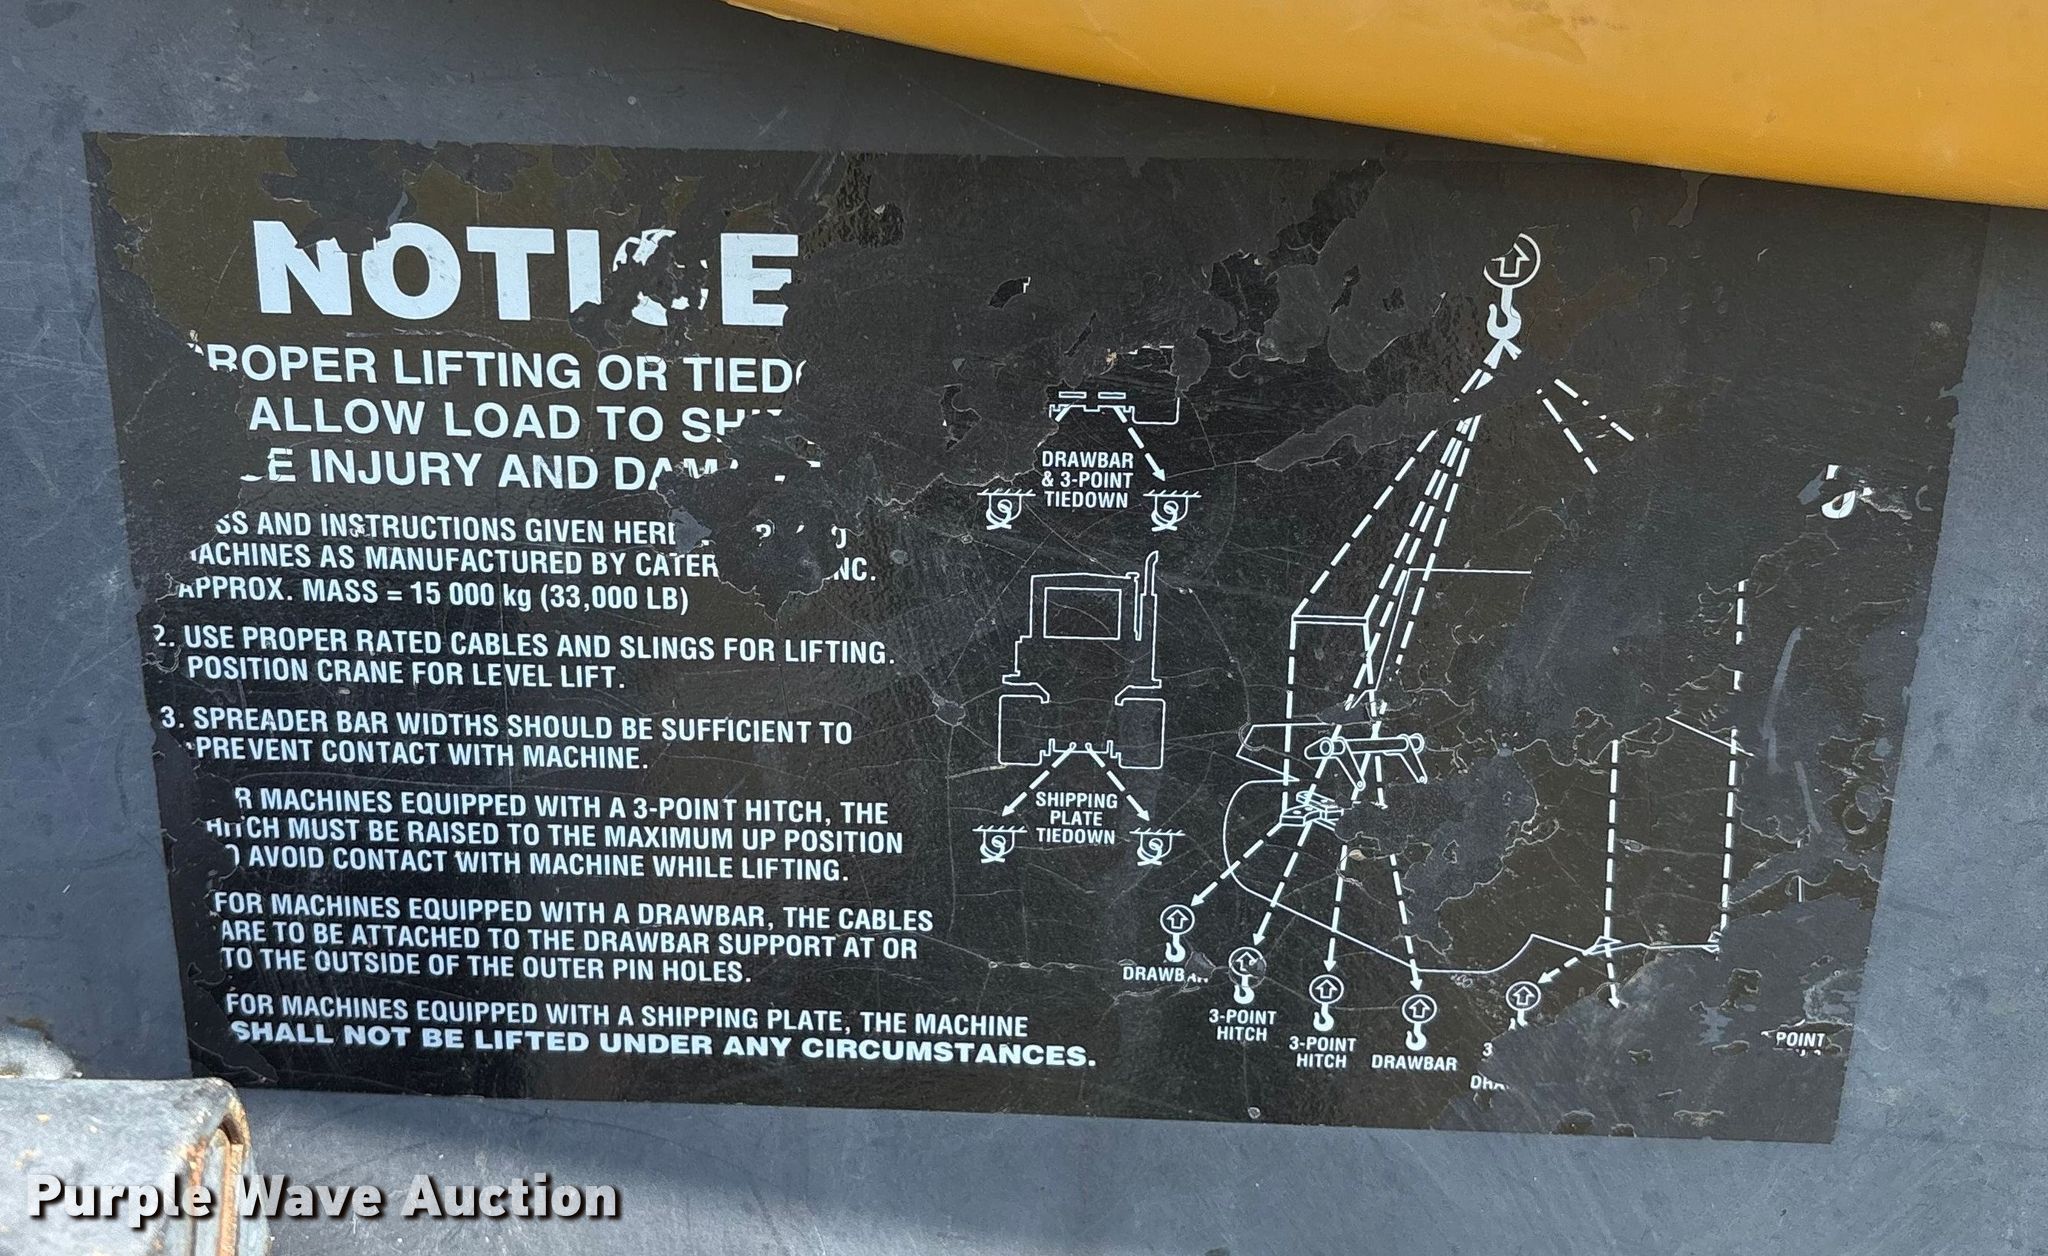 NOTICE
ROPER LIFTING OR TIEDO
ALLOW LOAD TO SHI
E INJURY AND DAMA
SS AND INSTRUCTIONS GIVEN HERE
MACHINES AS MANUFACTURED BY CATER NC.
APPROX. MASS = 15 000 kg (33,000 LB)
2. USE PROPER RATED CABLES AND SLINGS FOR LIFTING.
POSITION CRANE FOR LEVEL LIFT.
3. SPREADER BAR WIDTHS SHOULD BE SUFFICIENT TO
PREVENT CONTACT WITH MACHINE.
R MACHINES EQUIPPED WITH A 3-POINT HITCH, THE
HITCH MUST BE RAISED TO THE MAXIMUM UP POSITION
O AVOID CONTACT WITH MACHINE WHILE LIFTING.
FOR MACHINES EQUIPPED WITH A DRAWBAR, THE CABLES
ARE TO BE ATTACHED TO THE DRAWBAR SUPPORT AT OR
TO THE OUTSIDE OF THE OUTER PIN HOLES.
FOR MACHINES EQUIPPED WITH A SHIPPING PLATE, THE MACHINE
SHALL NOT BE LIFTED UNDER ANY CIRCUMSTANCES.
DRAWBAR
& 3-POINT
TIEDOWN
SHIPPING
PLATE
TIEDOWN
DRAWBAR
3-POINT
HITCH
3-POINT
HITCH
DRAWBAR
3
DRA
POINT
Purple Wave Auction